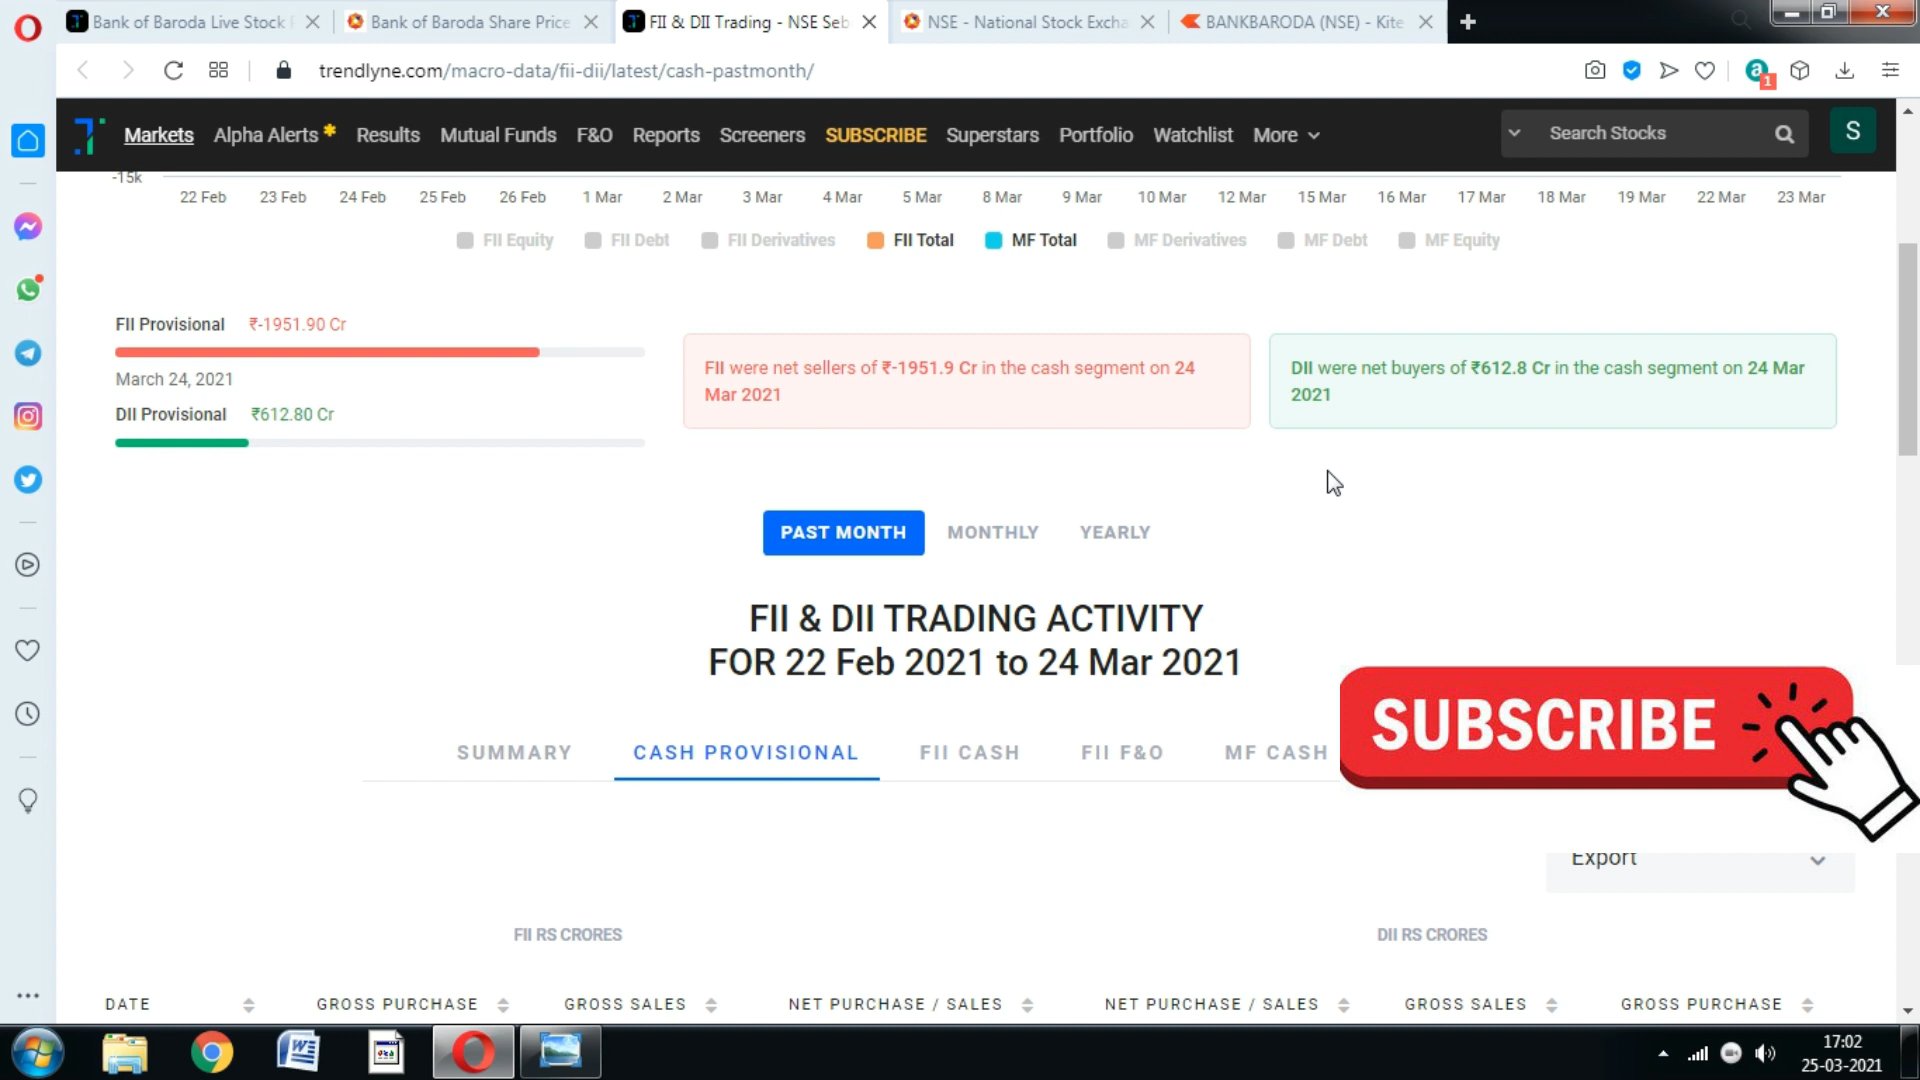 Bank of Baroda Live Stock
Bank of Baroda Share Price
FII & DII Trading - NSE Seb
NSE - National Stock Excha
BANKBARODA (NSE) - Kite
trendlyne.com/macro-data/fii-dii/latest/cash-pastmonth/
1
Markets Alpha Alerts Results Mutual Funds F&O Reports Screeners SUBSCRIBE Superstars Portfolio Watchlist More Search Stocks S
-15k
22 Feb 23 Feb 24 Feb 25 Feb 26 Feb 1 Mar 2 Mar 3 Mar 4 Mar 5 Mar 8 Mar 9 Mar 10 Mar 12 Mar 15 Mar 16 Mar 17 Mar 18 Mar 19 Mar 22 Mar 23 Mar
FII Equity FII Debt FII Derivatives FII Total MF Total MF Derivatives MF Debt MF Equity
FII Provisional ₹-1951.90 Cr
March 24, 2021
DII Provisional ₹612.80 Cr
FII were net sellers of ₹-1951.9 Cr in the cash segment on 24
Mar 2021
DII were net buyers of ₹612.8 Cr in the cash segment on 24 Mar
2021
PAST MONTH MONTHLY YEARLY
FII & DII TRADING ACTIVITY
FOR 22 Feb 2021 to 24 Mar 2021
SUBSCRIBE
SUMMARY CASH PROVISIONAL FII CASH FII F&O MF CASH
Export
FII RS CRORES DII RS CRORES
DATE GROSS PURCHASE GROSS SALES NET PURCHASE / SALES NET PURCHASE / SALES GROSS SALES GROSS PURCHASE
17:02
25-03-2021